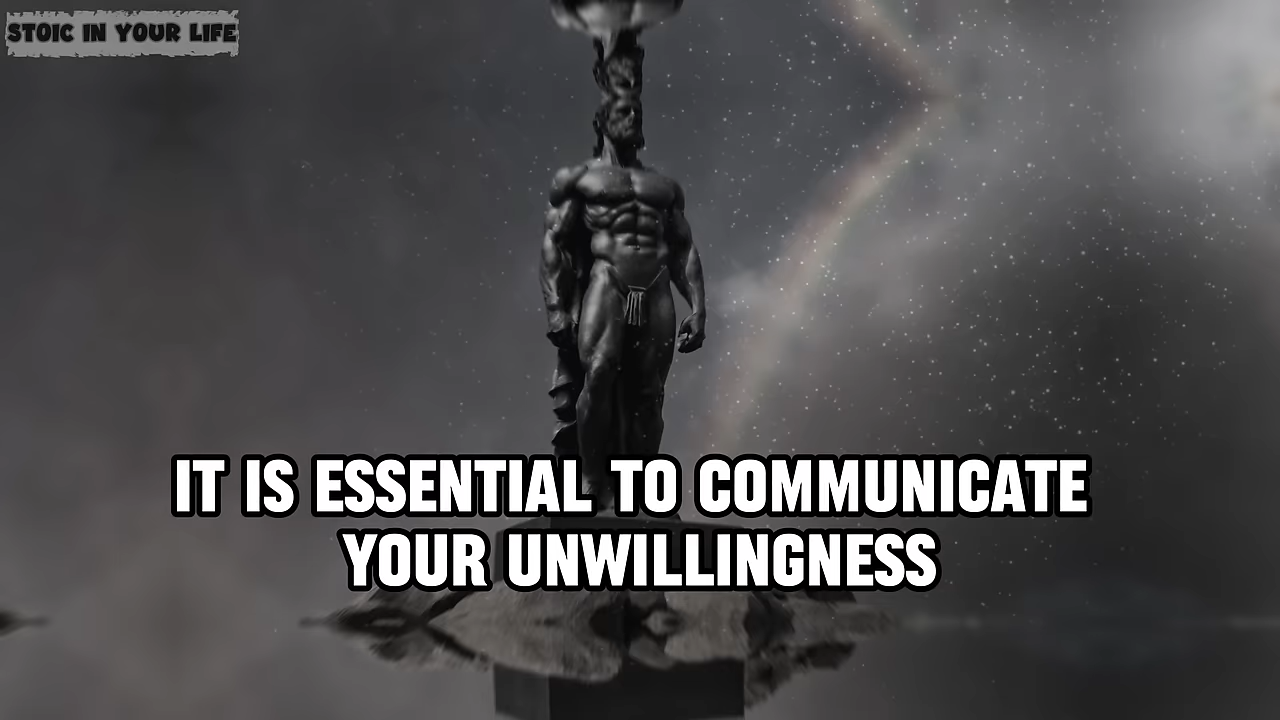 STOIC IN YOUR LIFE
IT IS ESSENTIAL TO COMMUNICATE
YOUR UNWILLINGNESS